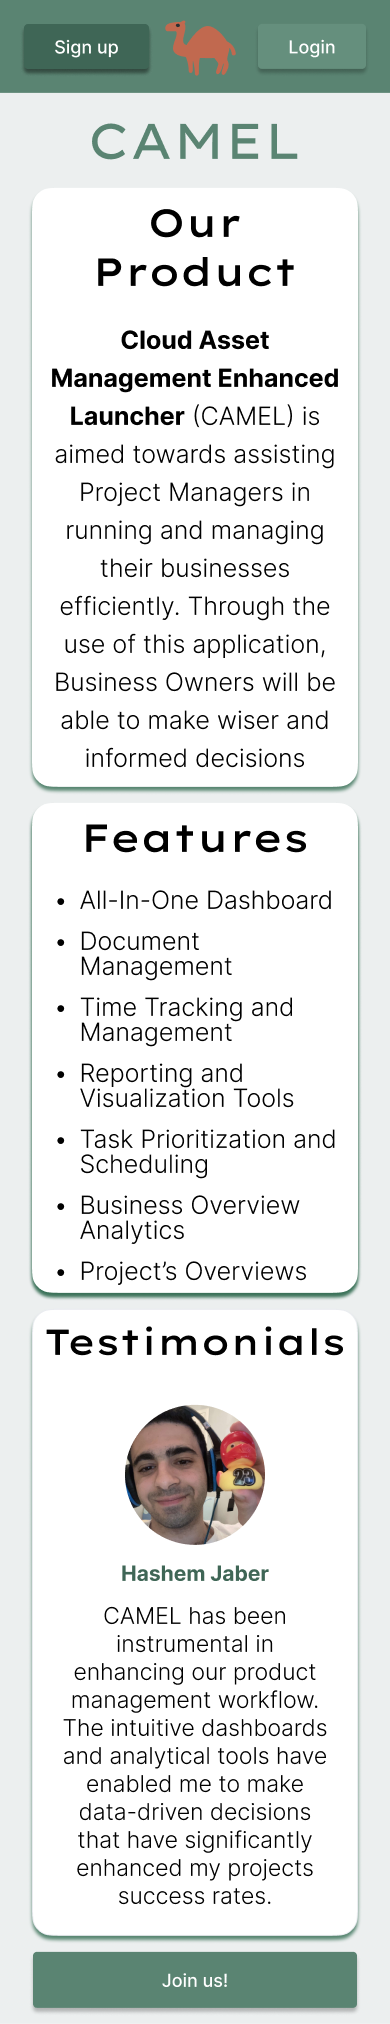 Sign up
Login
CAMEL
Our
Product
Cloud Asset
Management Enhanced
Launcher (CAMEL) is
aimed towards assisting
Project Managers in
running and managing
their businesses
efficiently. Through the
use of this application,
Business Owners will be
able to make wiser and
informed decisions
Features
• All-In-One Dashboard
• Document
Management
• Time Tracking and
Management
• Reporting and
Visualization Tools
• Task Prioritization and
Scheduling
• Business Overview
Analytics
• Project’s Overviews
Testimonials
23
Hashem Jaber
CAMEL has been
instrumental in
enhancing our product
management workflow.
The intuitive dashboards
and analytical tools have
enabled me to make
data-driven decisions
that have significantly
enhanced my projects
success rates.
Join us!